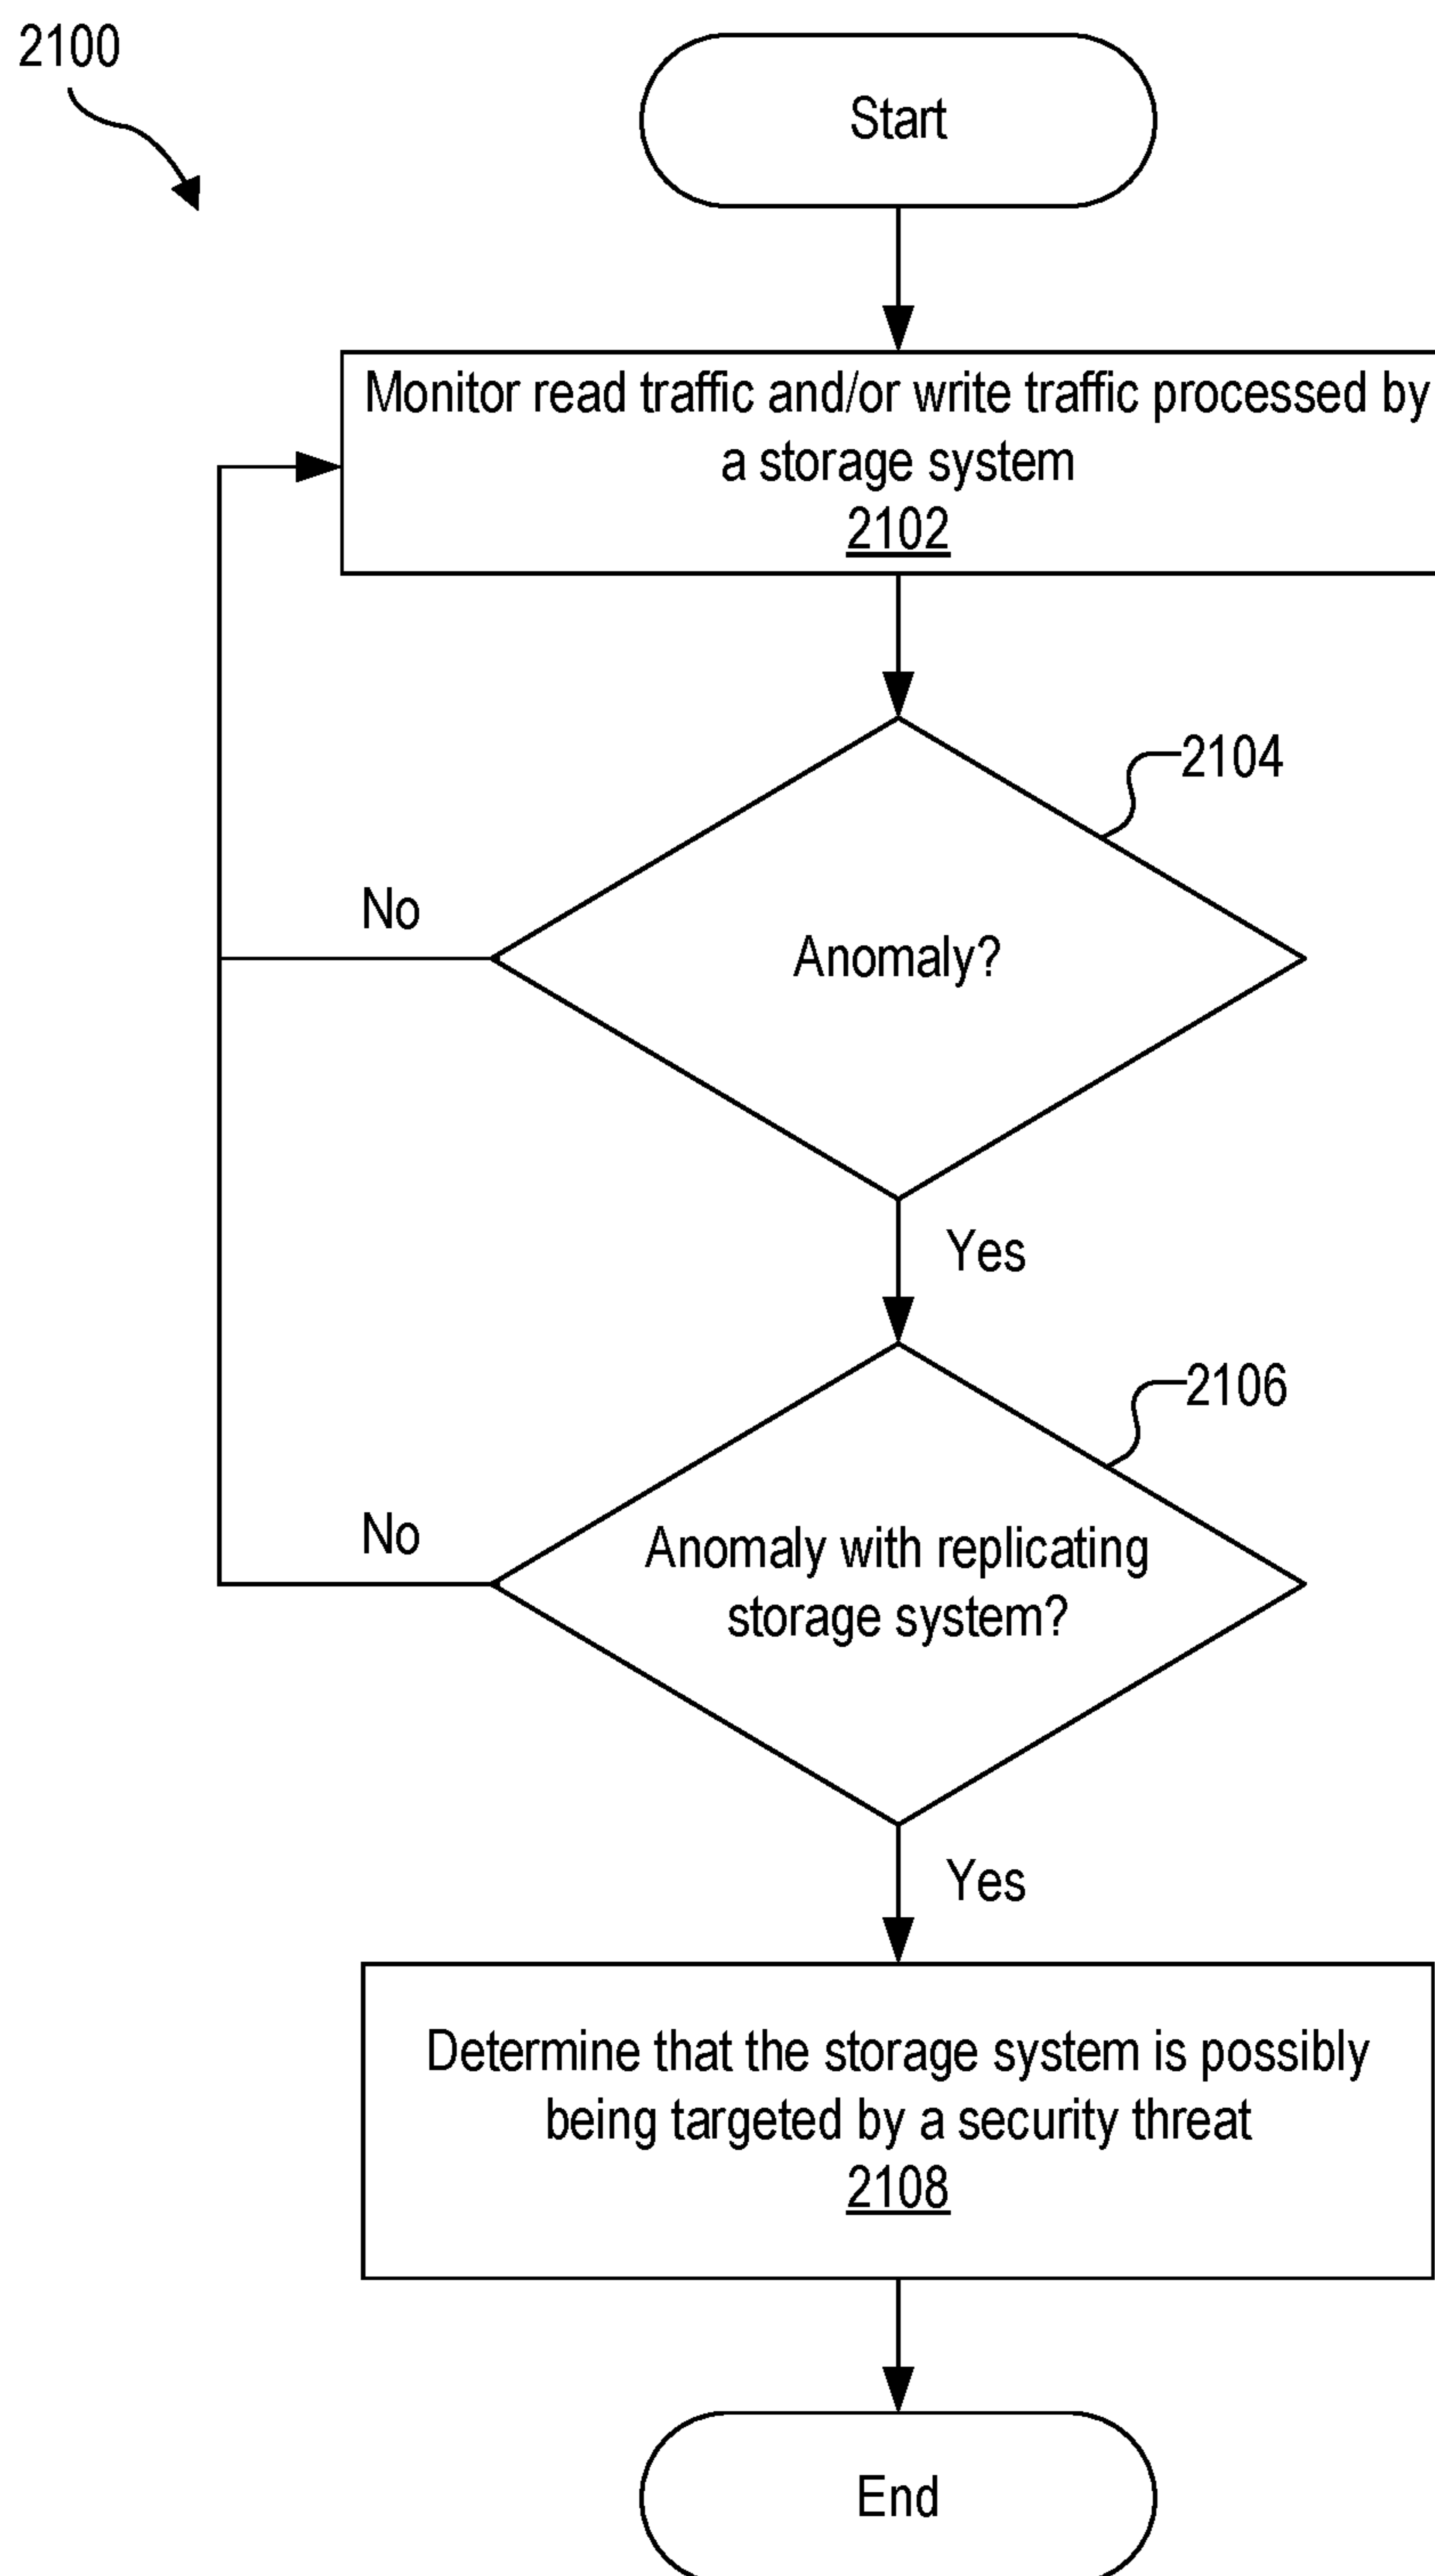 2100
Start
Monitor read traffic and/or write traffic processed by
a storage system
2102
2104
Anomaly?
No
Yes
2106
Anomaly with replicating
storage system?
No
Yes
Determine that the storage system is possibly
being targeted by a security threat
2108
End